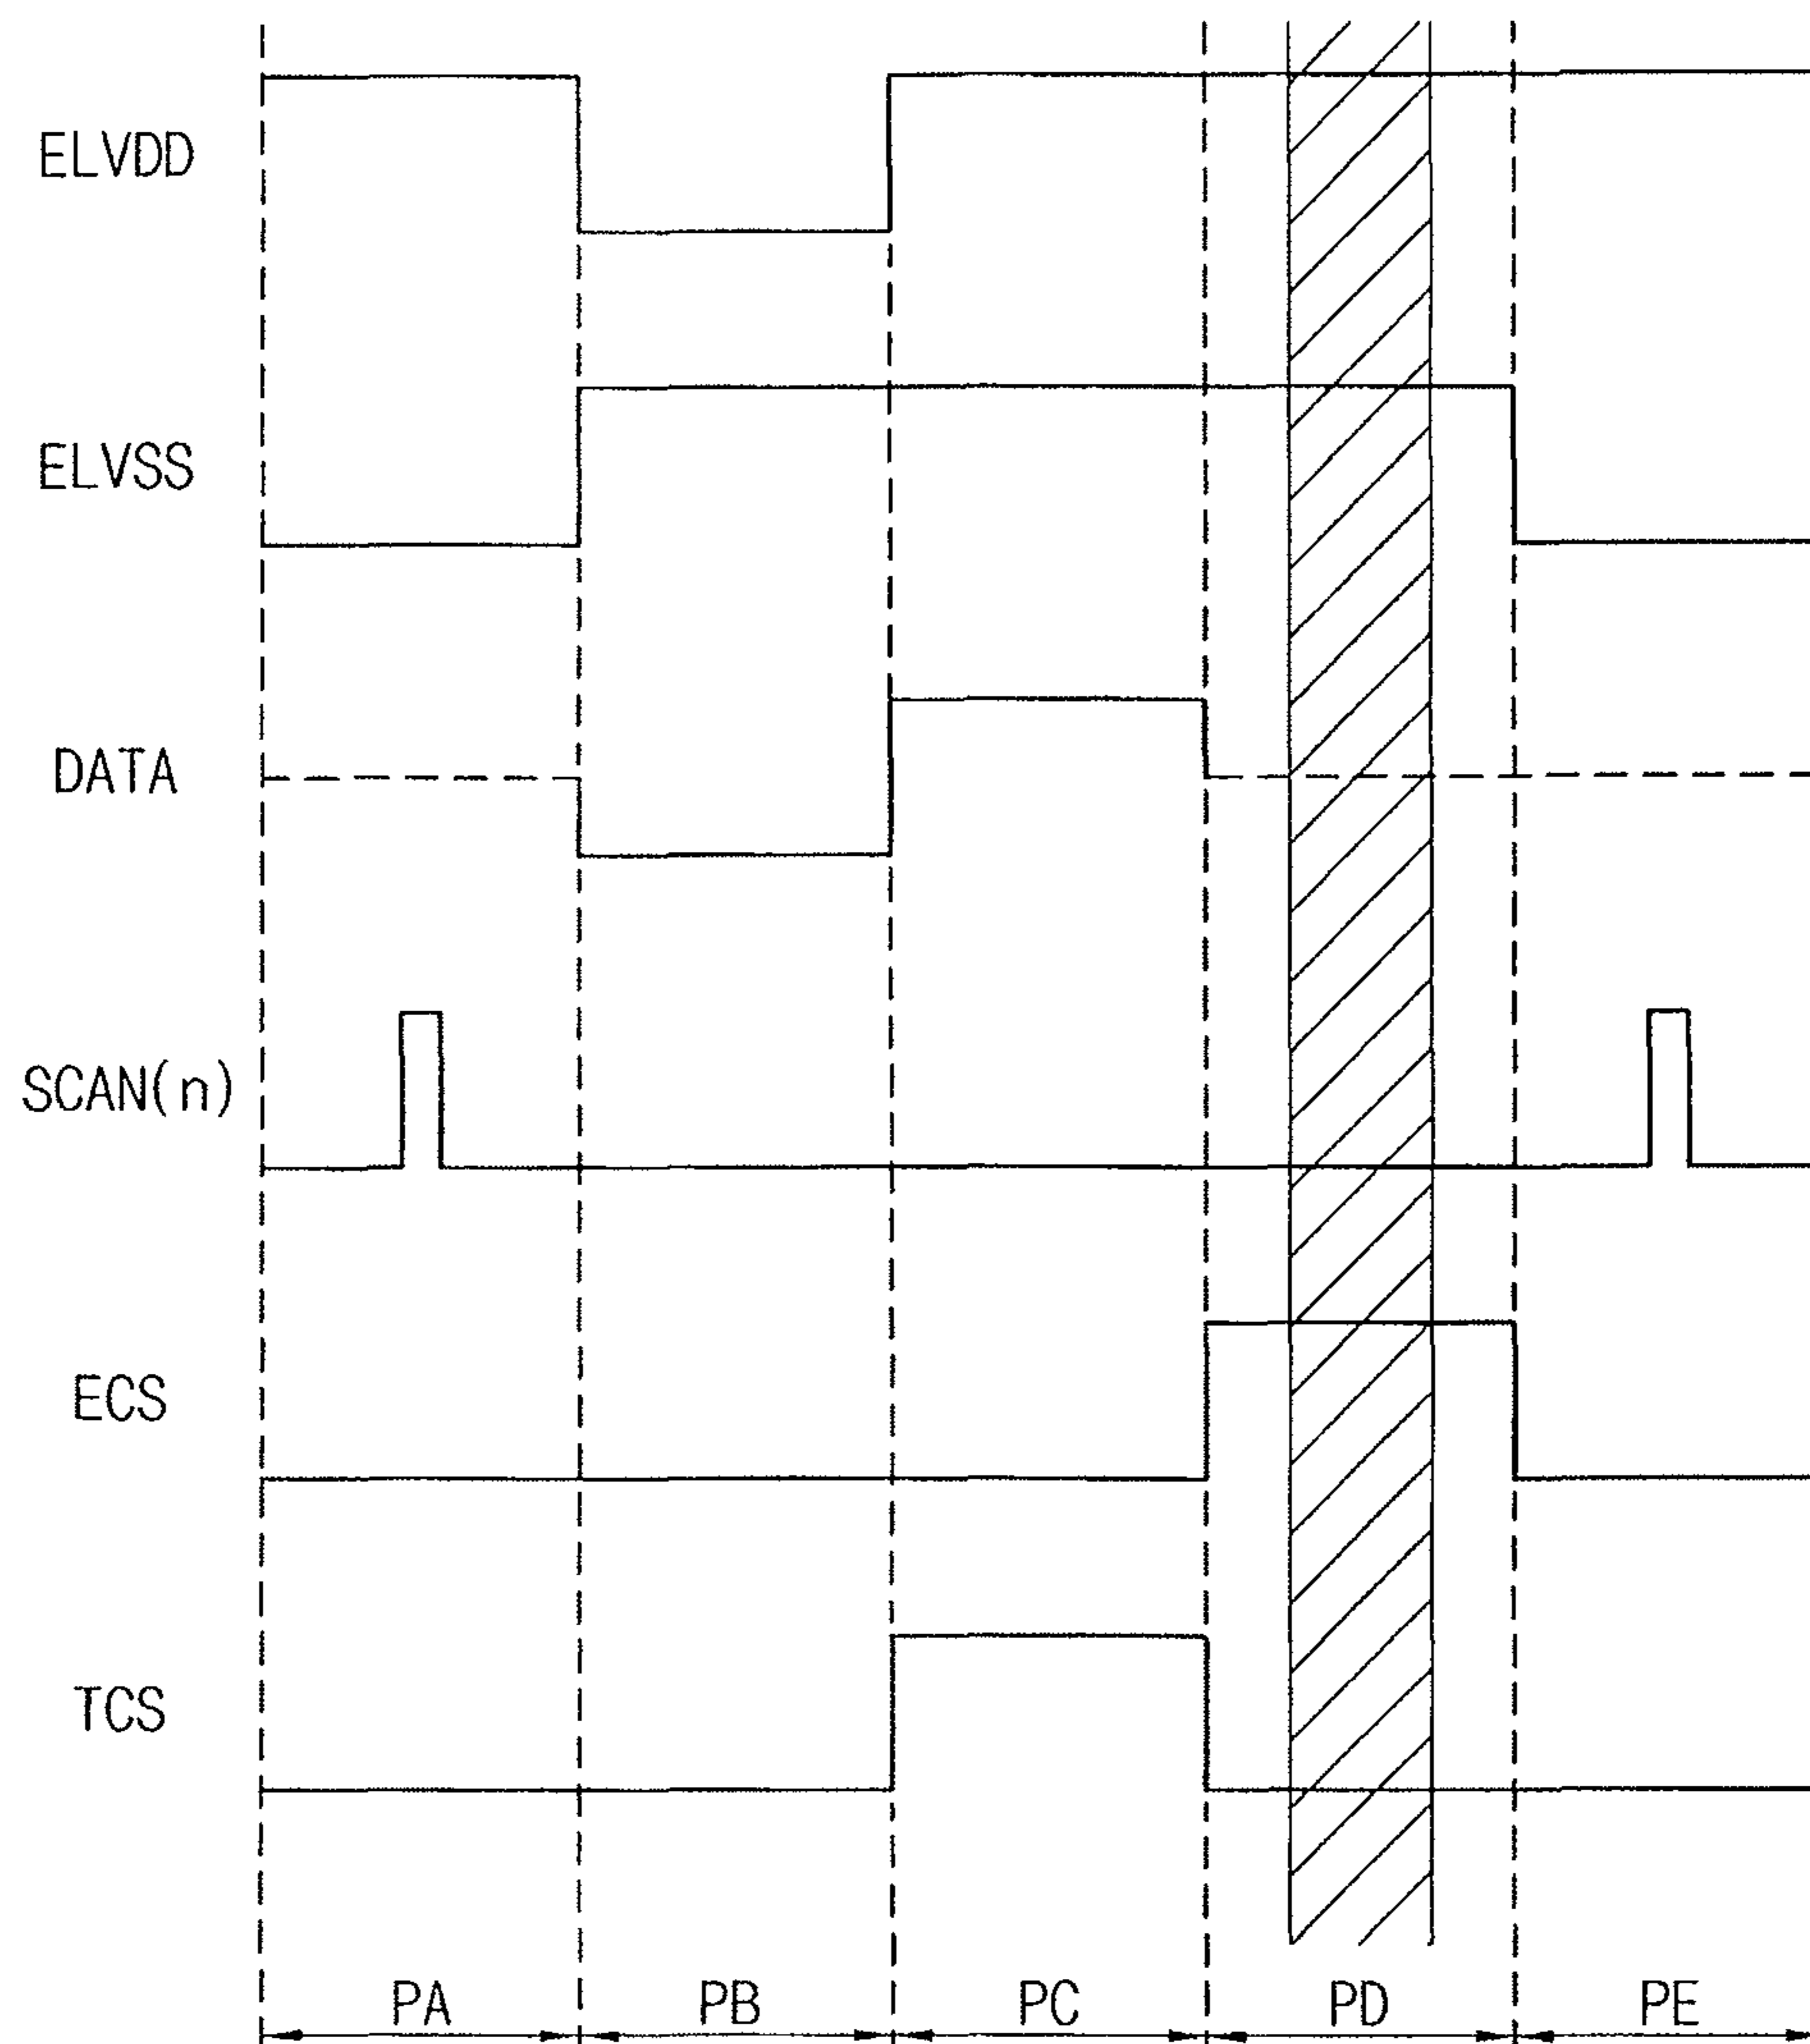 ELVDD
ELVSS
DATA
SCAN(n)
ECS
TCS
PA PB PC PD PE